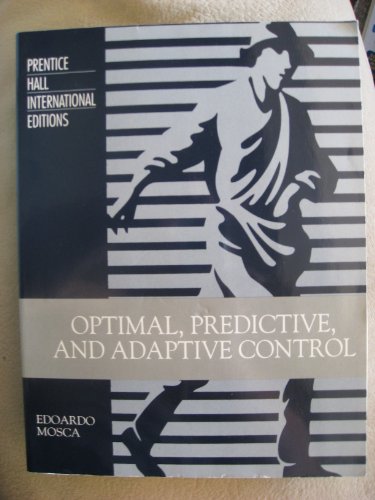 PRENTICE
HALL
INTERNATIONAL
EDITIONS
OPTIMAL, PREDICTIVE,
AND ADAPTIVE CONTROL
EDOARDO
MOSCA